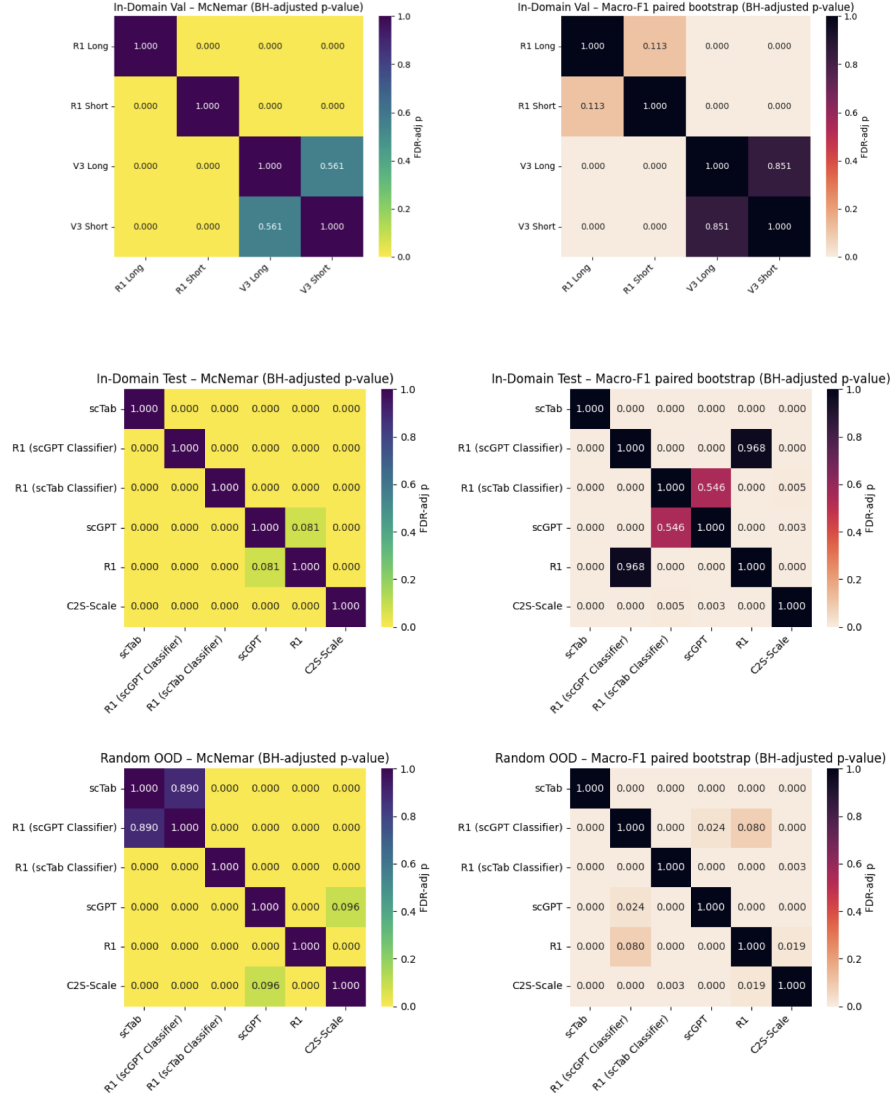 In-Domain Val – McNemar (BH-adjusted p-value)
R1 Long
1.000 0.000 0.000 0.000
R1 Short
0.000 1.000 0.000 0.000
V3 Long
0.000 0.000 1.000 0.561
V3 Short
0.000 0.000 0.561 1.000
R1 Long
R1 Short
V3 Long
V3 Short
1.0
0.8
0.6
0.4
0.2
0.0
FDR-adj p
In-Domain Val – Macro-F1 paired bootstrap (BH-adjusted p-value)
R1 Long
1.000 0.113 0.000 0.000
R1 Short
0.113 1.000 0.000 0.000
V3 Long
0.000 0.000 1.000 0.851
V3 Short
0.000 0.000 0.851 1.000
R1 Long
R1 Short
V3 Long
V3 Short
1.0
0.8
0.6
0.4
0.2
0.0
FDR-adj p
In-Domain Test – McNemar (BH-adjusted p-value)
scTab
1.000 0.000 0.000 0.000 0.000 0.000
R1 (scGPT Classifier)
0.000 1.000 0.000 0.000 0.000 0.000
R1 (scTab Classifier)
0.000 0.000 1.000 0.000 0.000 0.000
scGPT
0.000 0.000 0.000 1.000 0.081 0.000
R1
0.000 0.000 0.000 0.081 1.000 0.000
C2S-Scale
0.000 0.000 0.000 0.000 0.000 1.000
scTab
R1 (scGPT Classifier)
R1 (scTab Classifier)
scGPT
R1
C2S-Scale
1.0
0.8
0.6
0.4
0.2
0.0
FDR-adj p
In-Domain Test – Macro-F1 paired bootstrap (BH-adjusted p-value)
scTab
1.000 0.000 0.000 0.000 0.000 0.000
R1 (scGPT Classifier)
0.000 1.000 0.000 0.000 0.968 0.000
R1 (scTab Classifier)
0.000 0.000 1.000 0.546 0.000 0.005
scGPT
0.000 0.000 0.546 1.000 0.000 0.003
R1
0.000 0.968 0.000 0.000 1.000 0.000
C2S-Scale
0.000 0.000 0.005 0.003 0.000 1.000
scTab
R1 (scGPT Classifier)
R1 (scTab Classifier)
scGPT
R1
C2S-Scale
1.0
0.8
0.6
0.4
0.2
0.0
FDR-adj p
Random OOD – McNemar (BH-adjusted p-value)
scTab
1.000 0.890 0.000 0.000 0.000 0.000
R1 (scGPT Classifier)
0.890 1.000 0.000 0.000 0.000 0.000
R1 (scTab Classifier)
0.000 0.000 1.000 0.000 0.000 0.000
scGPT
0.000 0.000 0.000 1.000 0.000 0.096
R1
0.000 0.000 0.000 0.000 1.000 0.000
C2S-Scale
0.000 0.000 0.000 0.096 0.000 1.000
scTab
R1 (scGPT Classifier)
R1 (scTab Classifier)
scGPT
R1
C2S-Scale
1.0
0.8
0.6
0.4
0.2
0.0
FDR-adj p
Random OOD – Macro-F1 paired bootstrap (BH-adjusted p-value)
scTab
1.000 0.000 0.000 0.000 0.000 0.000
R1 (scGPT Classifier)
0.000 1.000 0.000 0.024 0.080 0.000
R1 (scTab Classifier)
0.000 0.000 1.000 0.000 0.000 0.003
scGPT
0.000 0.024 0.000 1.000 0.000 0.000
R1
0.000 0.080 0.000 0.000 1.000 0.019
C2S-Scale
0.000 0.000 0.003 0.000 0.019 1.000
scTab
R1 (scGPT Classifier)
R1 (scTab Classifier)
scGPT
R1
C2S-Scale
1.0
0.8
0.6
0.4
0.2
0.0
FDR-adj p